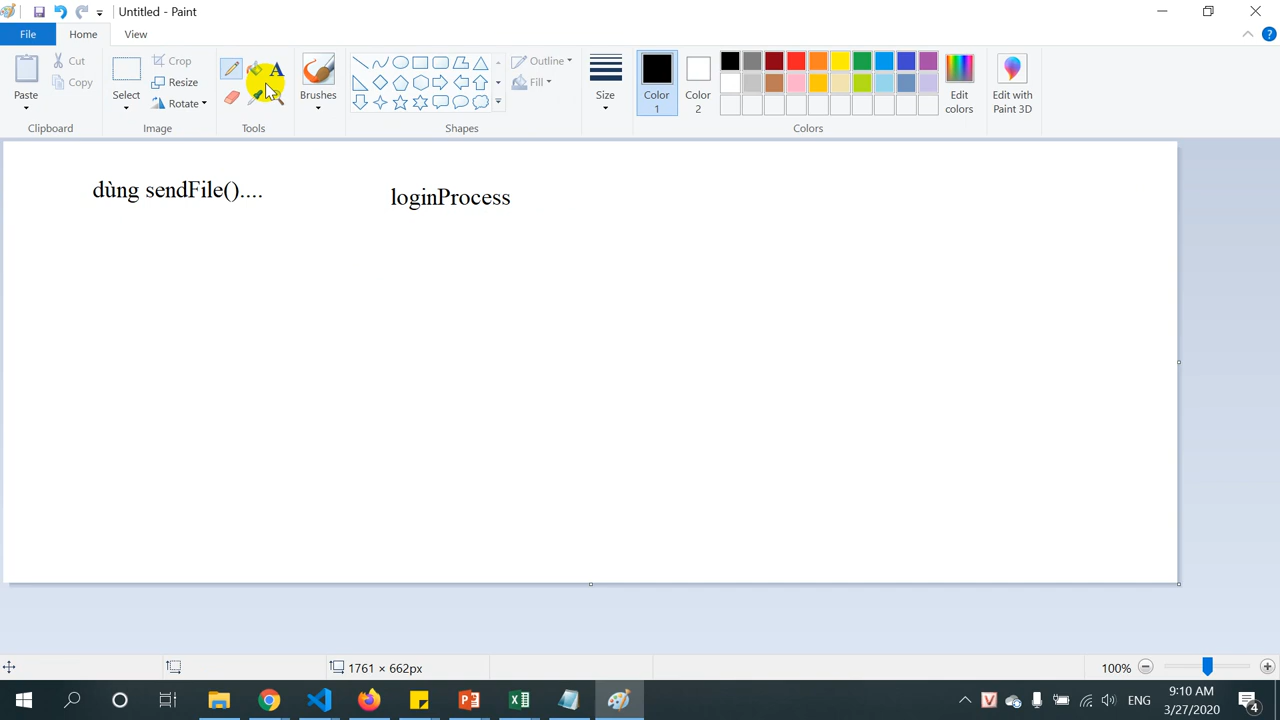 Untitled - Paint
File
Home
View
Paste
Cut
Copy
Clipboard
Select
Crop
Resize
Rotate
Image
A
Tools
Brushes
Shapes
Outline
Fill
Size
Color
1
Color
2
Colors
Edit
colors
Edit with
Paint 3D
dùng sendFile()....
loginProcess
1761 × 662px
100%
ENG
9:10 AM
3/27/2020
4